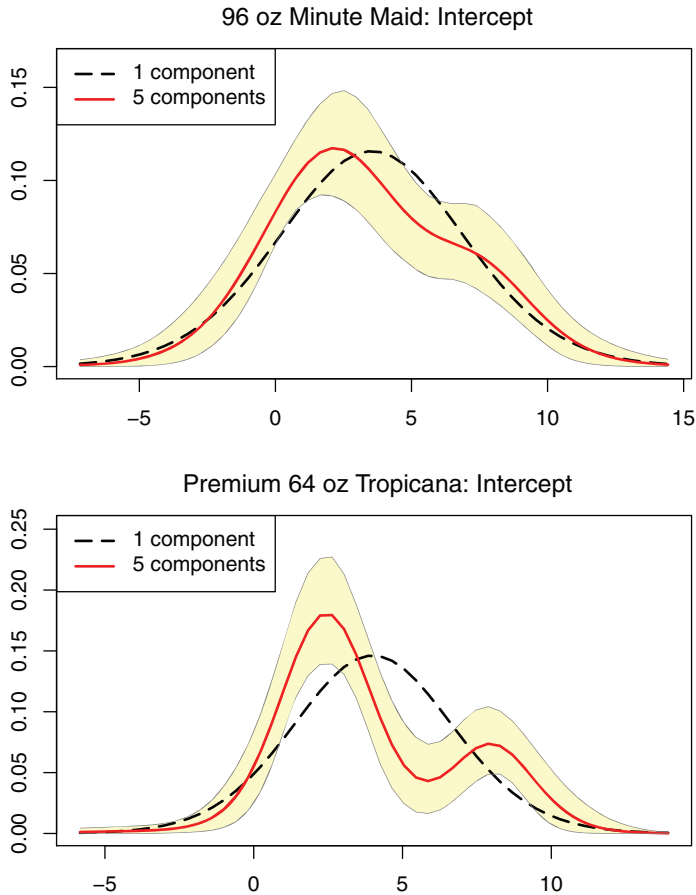 96 oz Minute Maid: Intercept
1 component
5 components
0.15
0.10
0.05
0.00
−5 0 5 10 15
Premium 64 oz Tropicana: Intercept
1 component
5 components
0.25
0.20
0.15
0.10
0.05
0.00
−5 0 5 10